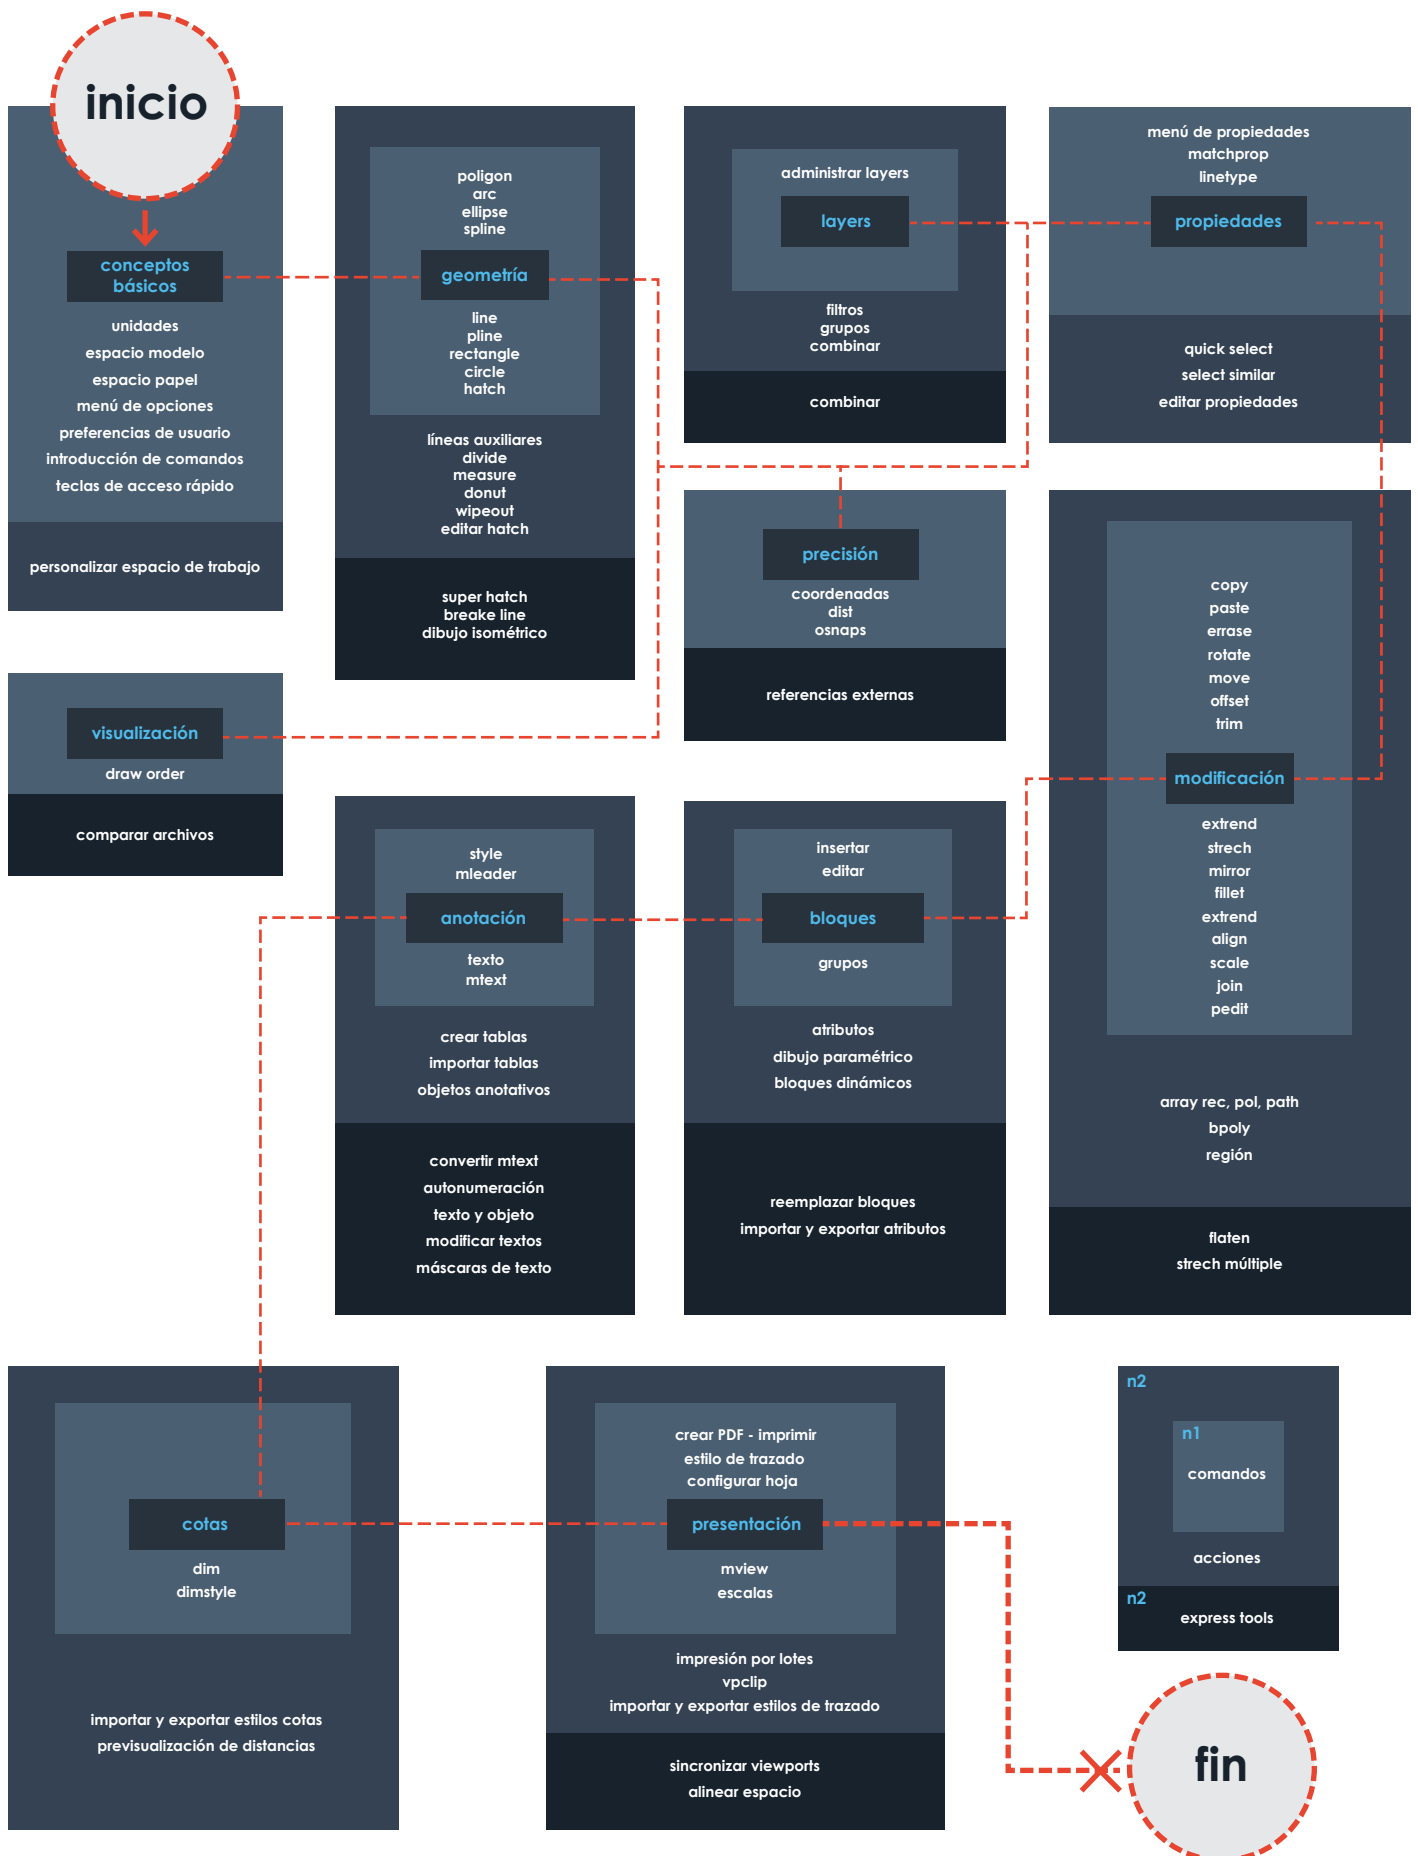 inicio
conceptos
básicos
unidades
espacio modelo
espacio papel
menú de opciones
preferencias de usuario
introducción de comandos
teclas de acceso rápido
personalizar espacio de trabajo
poligon
arc
ellipse
spline
geometría
line
pline
rectangle
circle
hatch
líneas auxiliares
divide
measure
donut
wipeout
editar hatch
super hatch
breake line
dibujo isométrico
administrar layers
layers
filtros
grupos
combinar
combinar
menú de propiedades
matchprop
linetype
propiedades
quick select
select similar
editar propiedades
precisión
coordenadas
dist
osnaps
referencias externas
visualización
draw order
comparar archivos
copy
paste
errase
rotate
move
offset
trim
modificación
extrend
strech
mirror
fillet
extrend
align
scale
join
pedit
array rec, pol, path
bpoly
región
flaten
strech múltiple
insertar
editar
bloques
grupos
atributos
dibujo paramétrico
bloques dinámicos
reemplazar bloques
importar y exportar atributos
style
mleader
anotación
texto
mtext
crear tablas
importar tablas
objetos anotativos
convertir mtext
autonumeración
texto y objeto
modificar textos
máscaras de texto
cotas
dim
dimstyle
importar y exportar estilos cotas
previsualización de distancias
crear PDF - imprimir
estilo de trazado
configurar hoja
presentación
mview
escalas
impresión por lotes
vpclip
importar y exportar estilos de trazado
sincronizar viewports
alinear espacio
n2
n1
comandos
acciones
n2
express tools
fin